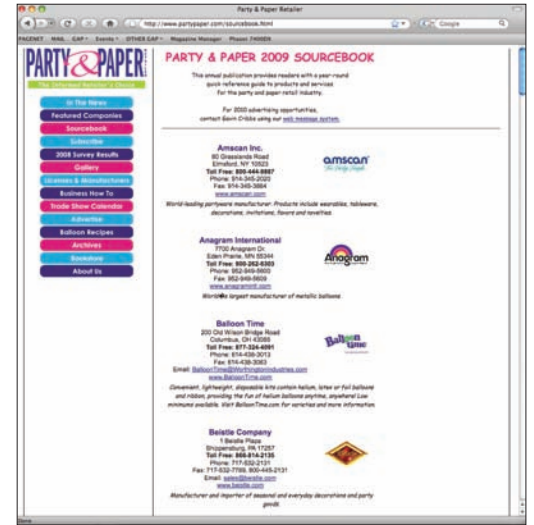 Party & Paper Retailer
http://www.partypaper.com/sourcebook.html
Google
PAGENET MAIL GAP Events OTHER GAP Magazine Manager Phaser 7400DN
PARTY & PAPER
The Informed Retailer's Choice
In The News
Featured Companies
Sourcebook
Subscribe
2008 Survey Results
Gallery
Licenses & Manufacturers
Business How To
Trade Show Calendar
Advertise
Balloon Recipes
Archives
Bookstore
About Us
PARTY & PAPER 2009 SOURCEBOOK
This annual publication provides readers with a year round
quick reference guide to products and services
for the party and paper retail industry.
For 2010 advertising opportunities,
contact Gavin Cribbs using our web message system.
Amscan Inc.
80 Grasslands Road
Elmsford, NY 10523
Toll Free: 800-444-8887
Phone: 914-345-2020
Fax: 914-345-3884
www.amscan.com
amscan
World-leading partyware manufacturer. Products include wearables, tableware,
decorations, invitations, favors and novelties.
Anagram International
7700 Anagram Dr.
Eden Prairie, MN 55344
Toll Free: 800-262-6303
Phone: 952-949-5600
Fax: 952-949-5609
www.anagramintl.com
Anagram
World�s largest manufacturer of metallic balloons.
Balloon Time
200 Old Wilson Bridge Road
Columbus, OH 43085
Toll Free: 877-324-4091
Phone: 614-438-3013
Fax: 614-438-3083
Email: BalloonTime@WorthingtonIndustries.com
www.BalloonTime.com
Balloon time
Convenient, lightweight, disposable kits contain helium, latex or foil balloons
and ribbon, providing the fun of helium balloons anytime, anywhere! Low
minimums available. Visit BalloonTime.com for varieties and more information.
Beistle Company
1 Beistle Plaza
Shippensburg, PA 17257
Toll Free: 866-814-2135
Phone: 717-532-2131
Fax: 717-532-7789, 800-445-2131
Email: sales@beistle.com
www.beistle.com
Manufacturer and importer of seasonal and everyday decorations and party
goods.
Done